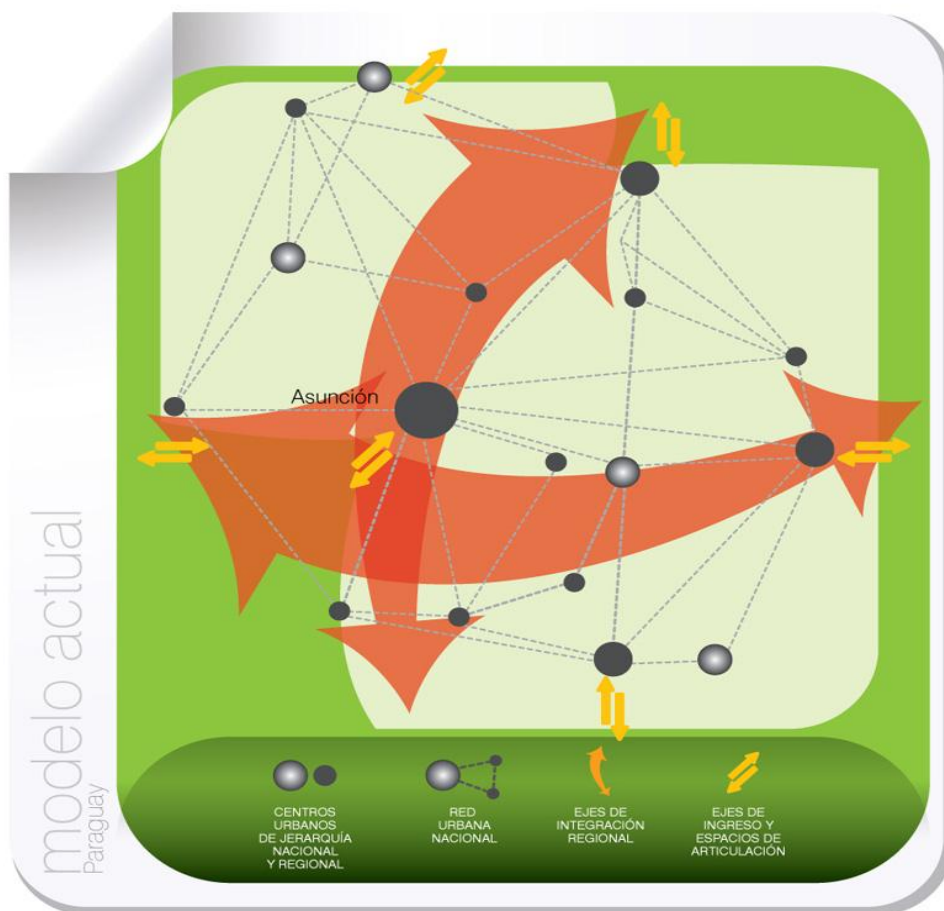 Asunción
modelo actual
Paraguay
CENTROS
URBANOS
DE JERARQUÍA
NACIONAL
Y REGIONAL
RED
URBANA
NACIONAL
EJES DE
INTEGRACIÓN
REGIONAL
EJES DE
INGRESO Y
ESPACIOS DE
ARTICULACIÓN